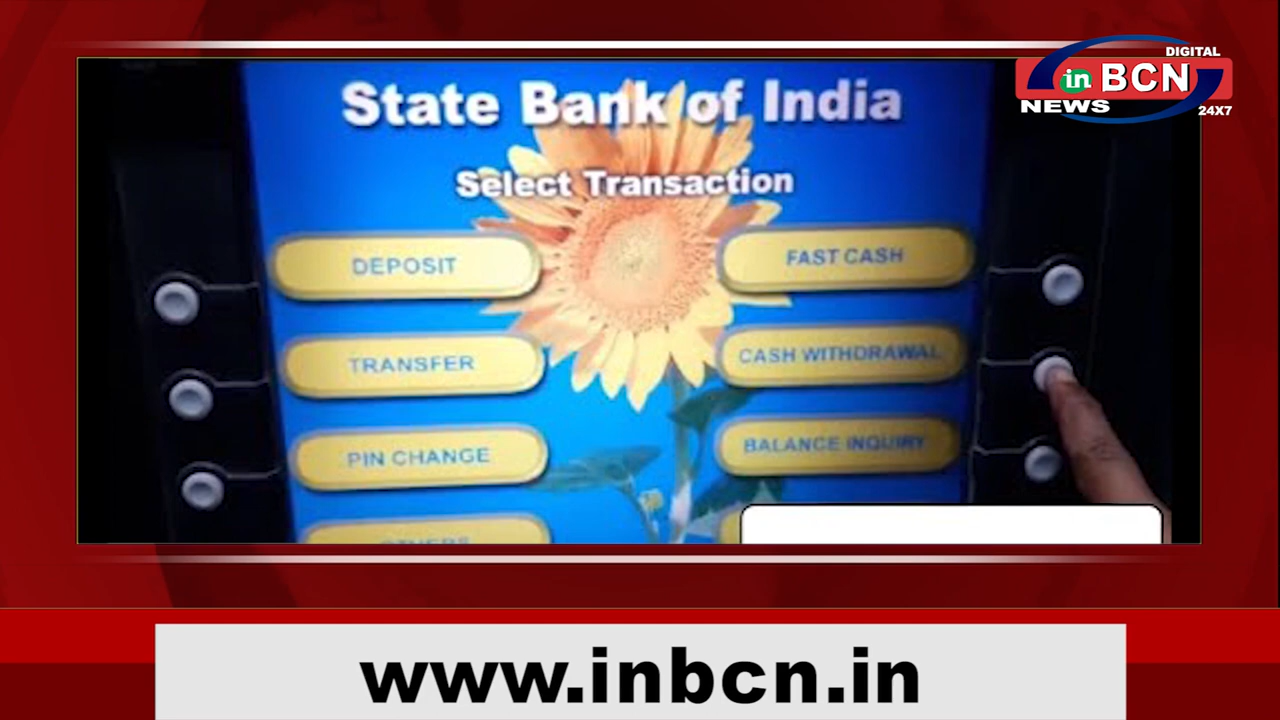 DIGITAL
in BCN
NEWS
24X7
State Bank of India
Select Transaction
DEPOSIT
FAST CASH
TRANSFER
CASH WITHDRAWAL
PIN CHANGE
BALANCE INQUIRY
OTHERS
www.inbcn.in